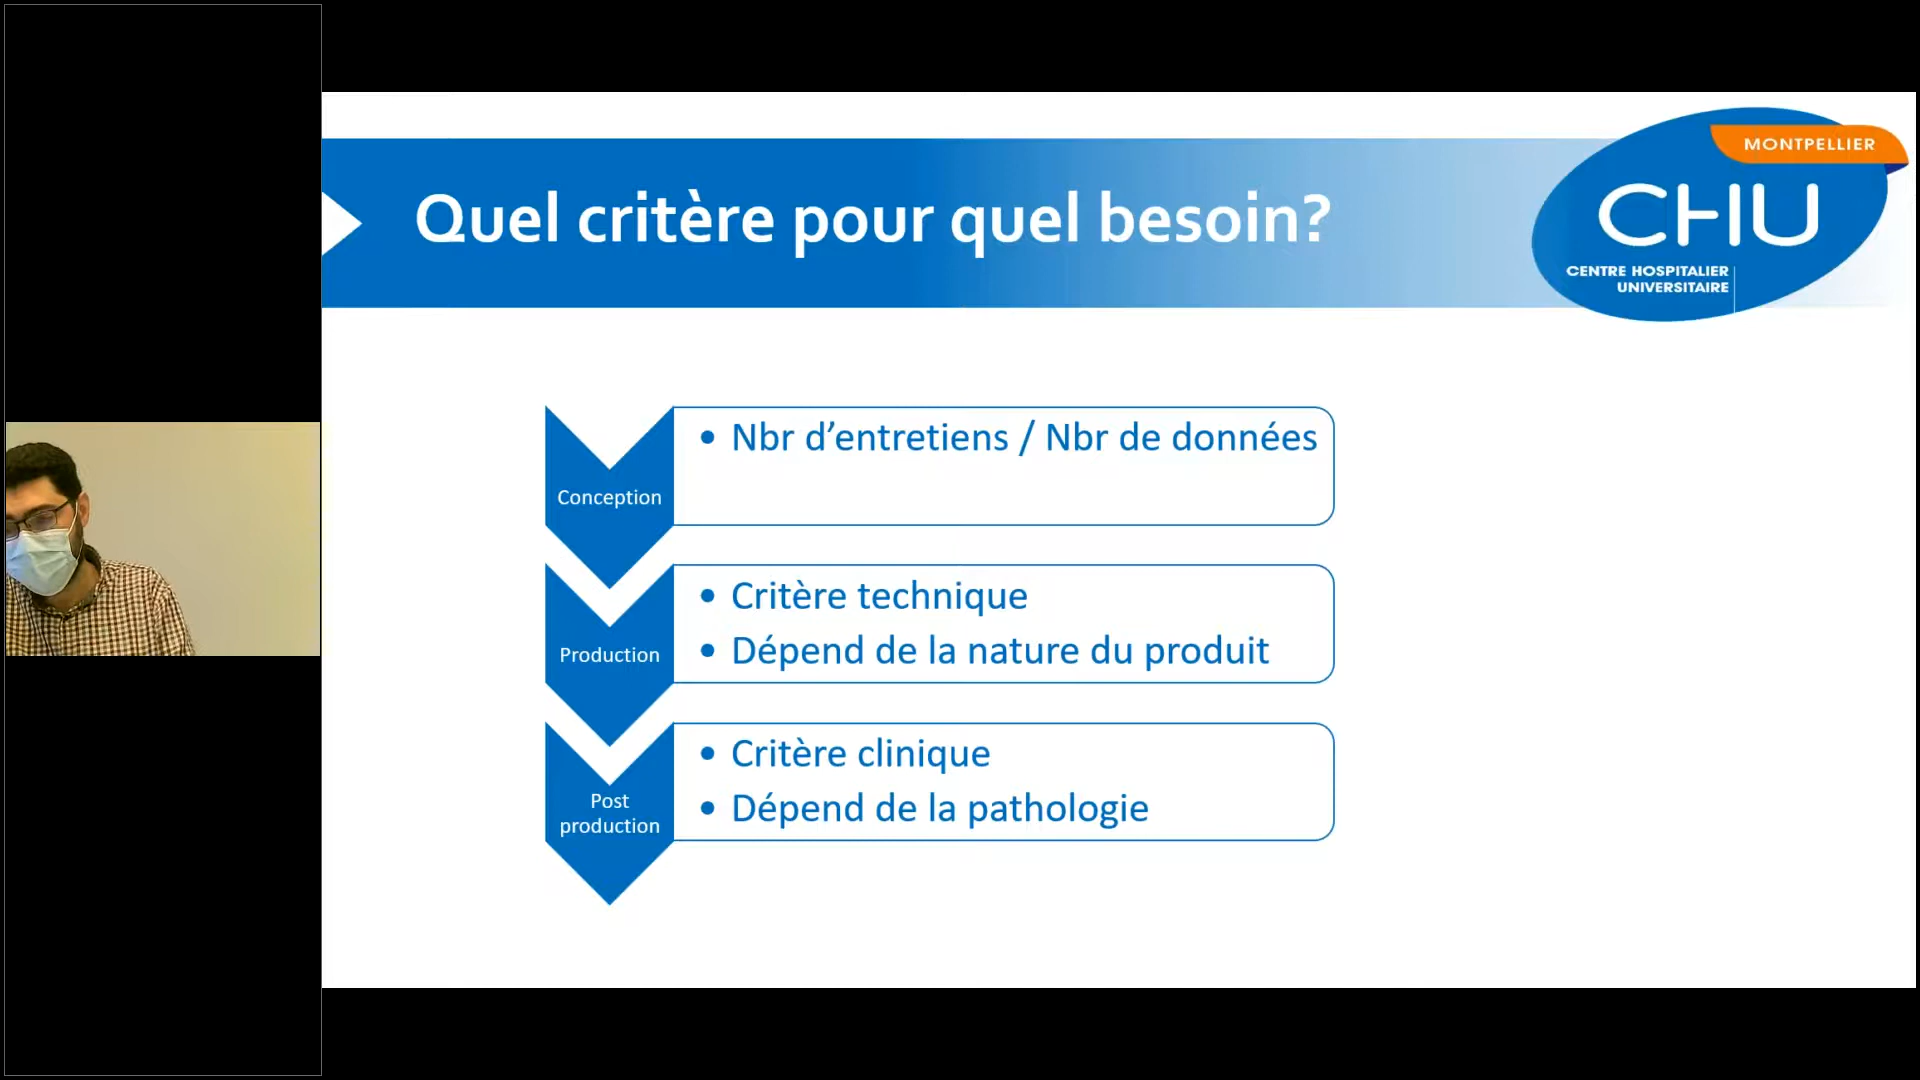 Quel critère pour quel besoin?
MONTPELLIER
CHU
CENTRE HOSPITALIER
UNIVERSITAIRE
Conception
• Nbr d’entretiens / Nbr de données
Production
• Critère technique
• Dépend de la nature du produit
Post
production
• Critère clinique
• Dépend de la pathologie